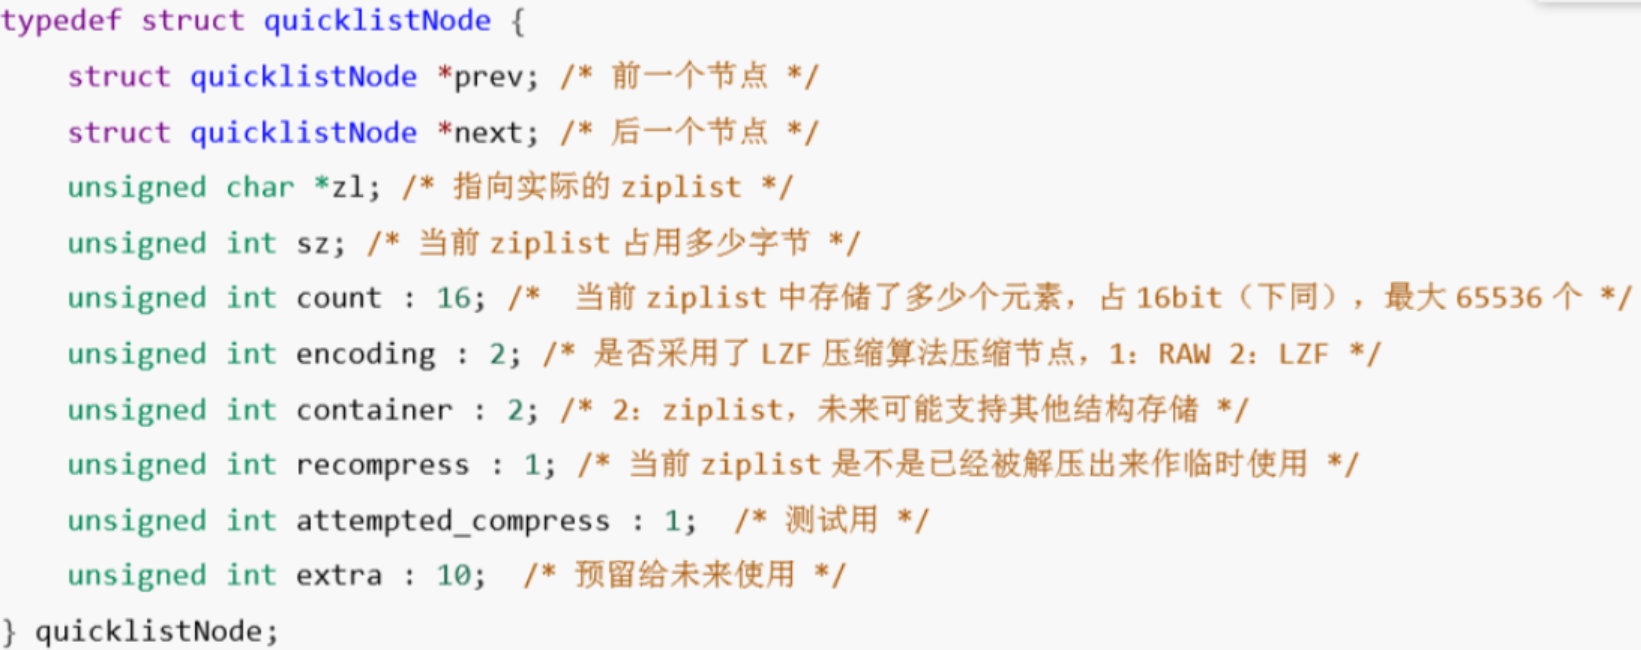 typedef struct quicklistNode {
    struct quicklistNode *prev; /* 前一个节点 */
    struct quicklistNode *next; /* 后一个节点 */
    unsigned char *zl; /* 指向实际的 ziplist */
    unsigned int sz; /* 当前 ziplist 占用多少字节 */
    unsigned int count : 16; /*  当前 ziplist 中存储了多少个元素，占 16bit（下同），最大 65536 个 */
    unsigned int encoding : 2; /* 是否采用了 LZF 压缩算法压缩节点，1：RAW 2：LZF */
    unsigned int container : 2; /* 2：ziplist，未来可能支持其他结构存储 */
    unsigned int recompress : 1; /* 当前 ziplist 是不是已经被解压出来作临时使用 */
    unsigned int attempted_compress : 1;  /* 测试用 */
    unsigned int extra : 10;  /* 预留给未来使用 */
} quicklistNode;